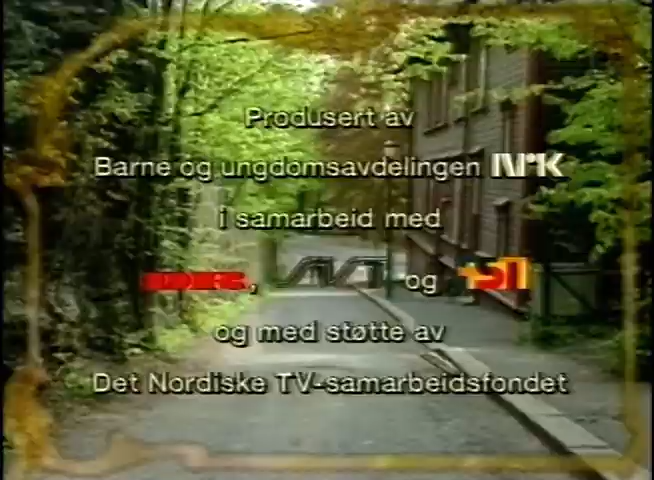 Produsert av
Barne og ungdomsavdelingen NRK
i samarbeid med
, SVT og
og med støtte av
Det Nordiske TV-samarbeidsfondet